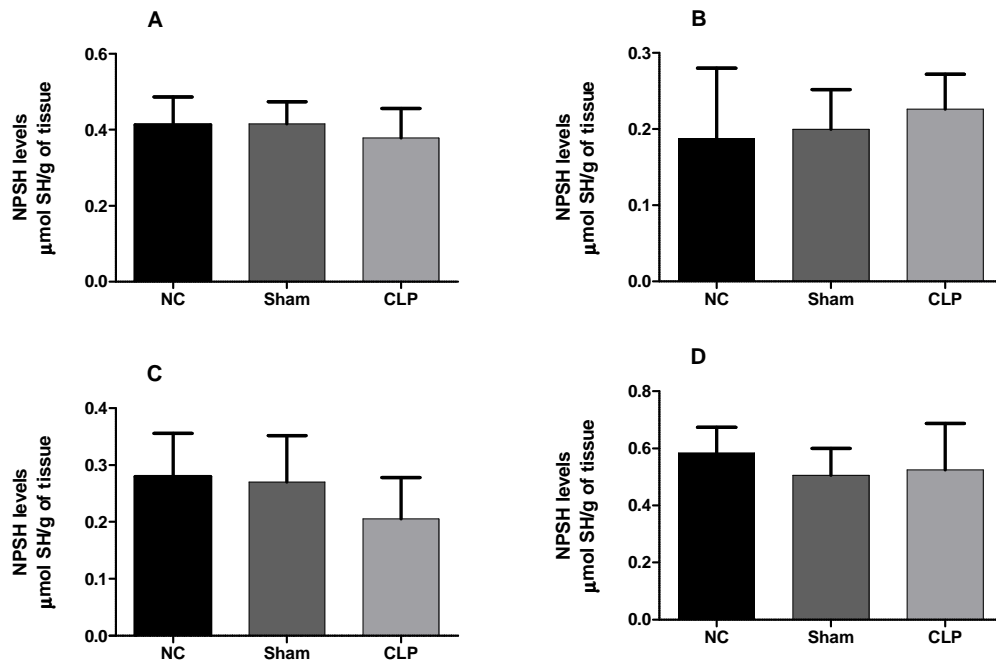 A
NPSH levels
μmol SH/g of tissue
0.6
0.4
0.2
0.0
NC Sham CLP
B
NPSH levels
μmol SH/g of tissue
0.3
0.2
0.1
0.0
NC Sham CLP
C
NPSH levels
μmol SH/g of tissue
0.4
0.3
0.2
0.1
0.0
NC Sham CLP
D
NPSH levels
μmol SH/g of tissue
0.8
0.6
0.4
0.2
0.0
NC Sham CLP